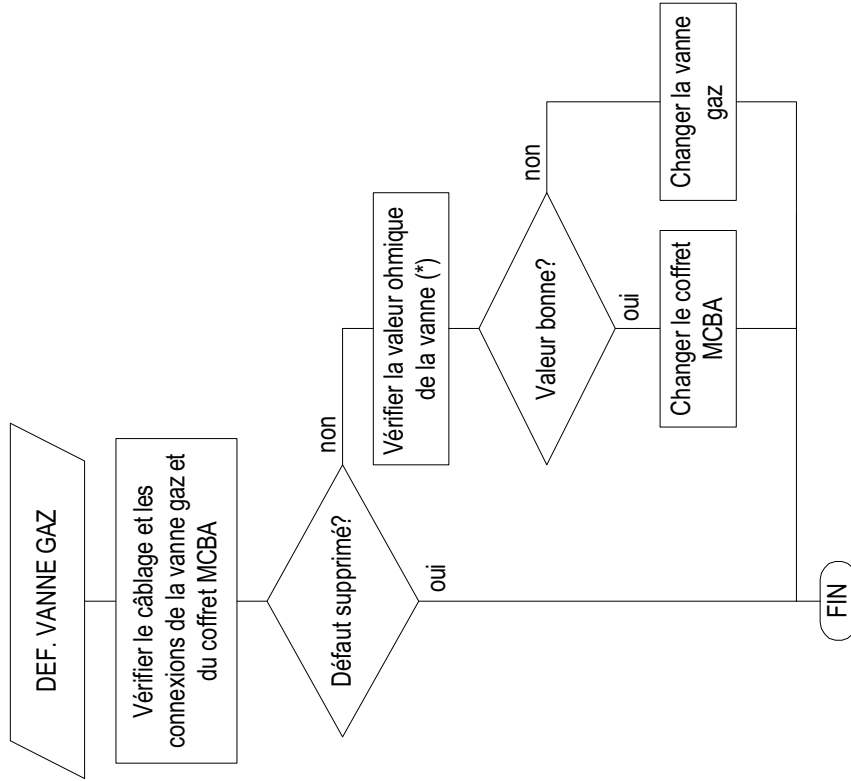 DEF. VANNE GAZ
Vérifier le câblage et les
connexions de la vanne gaz et
du coffret MCBA
Défaut supprimé?
non
oui
Vérifier la valeur ohmique
de la vanne (*)
Valeur bonne?
non
oui
Changer le coffret
MCBA
Changer la vanne
gaz
FIN